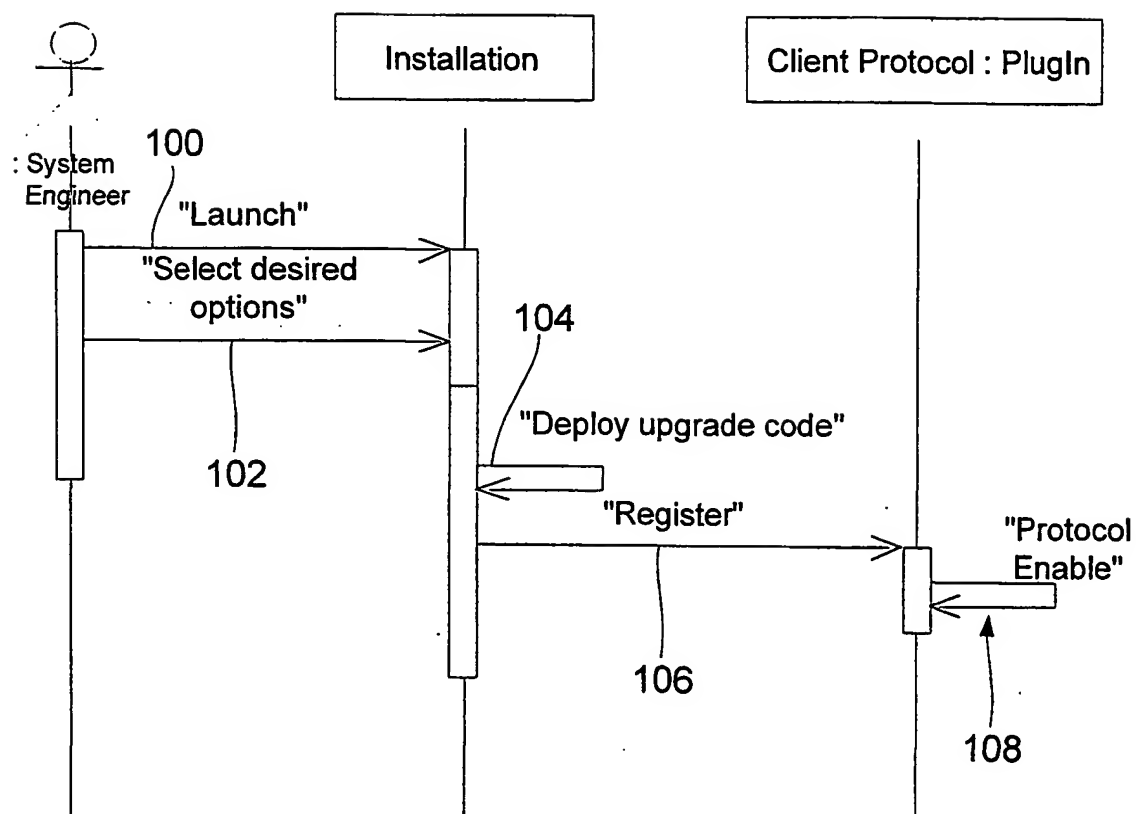 Installation
Client Protocol : PlugIn
: System
Engineer
100
"Launch"
"Select desired
options"
102
104
"Deploy upgrade code"
"Register"
106
"Protocol
Enable"
108